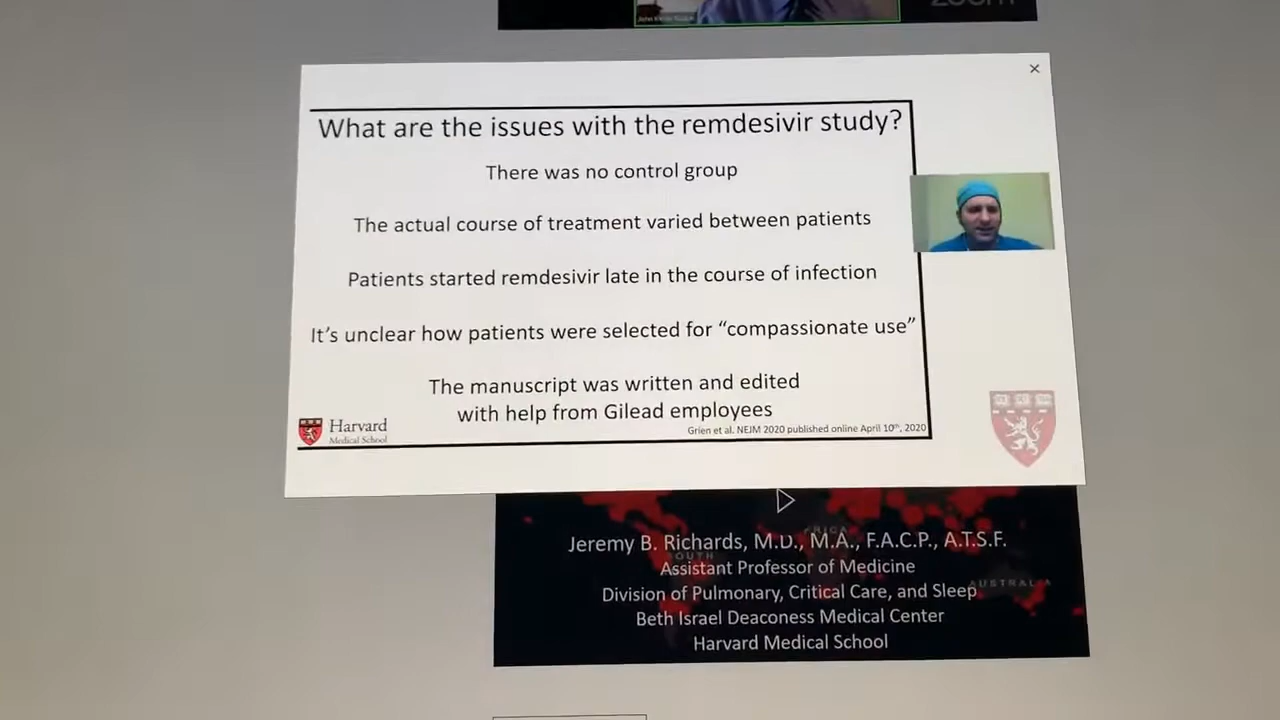 zoom
What are the issues with the remdesivir study?
There was no control group
The actual course of treatment varied between patients
Patients started remdesivir late in the course of infection
It's unclear how patients were selected for “compassionate use”
The manuscript was written and edited
with help from Gilead employees
Grien et al. NEJM 2020 published online April 10th, 2020
Harvard
Medical School
Jeremy B. Richards, M.D., M.A., F.A.C.P., A.T.S.F.
SOUTH
Assistant Professor of Medicine
AUSTRALIA
Division of Pulmonary, Critical Care, and Sleep
Beth Israel Deaconess Medical Center
Harvard Medical School